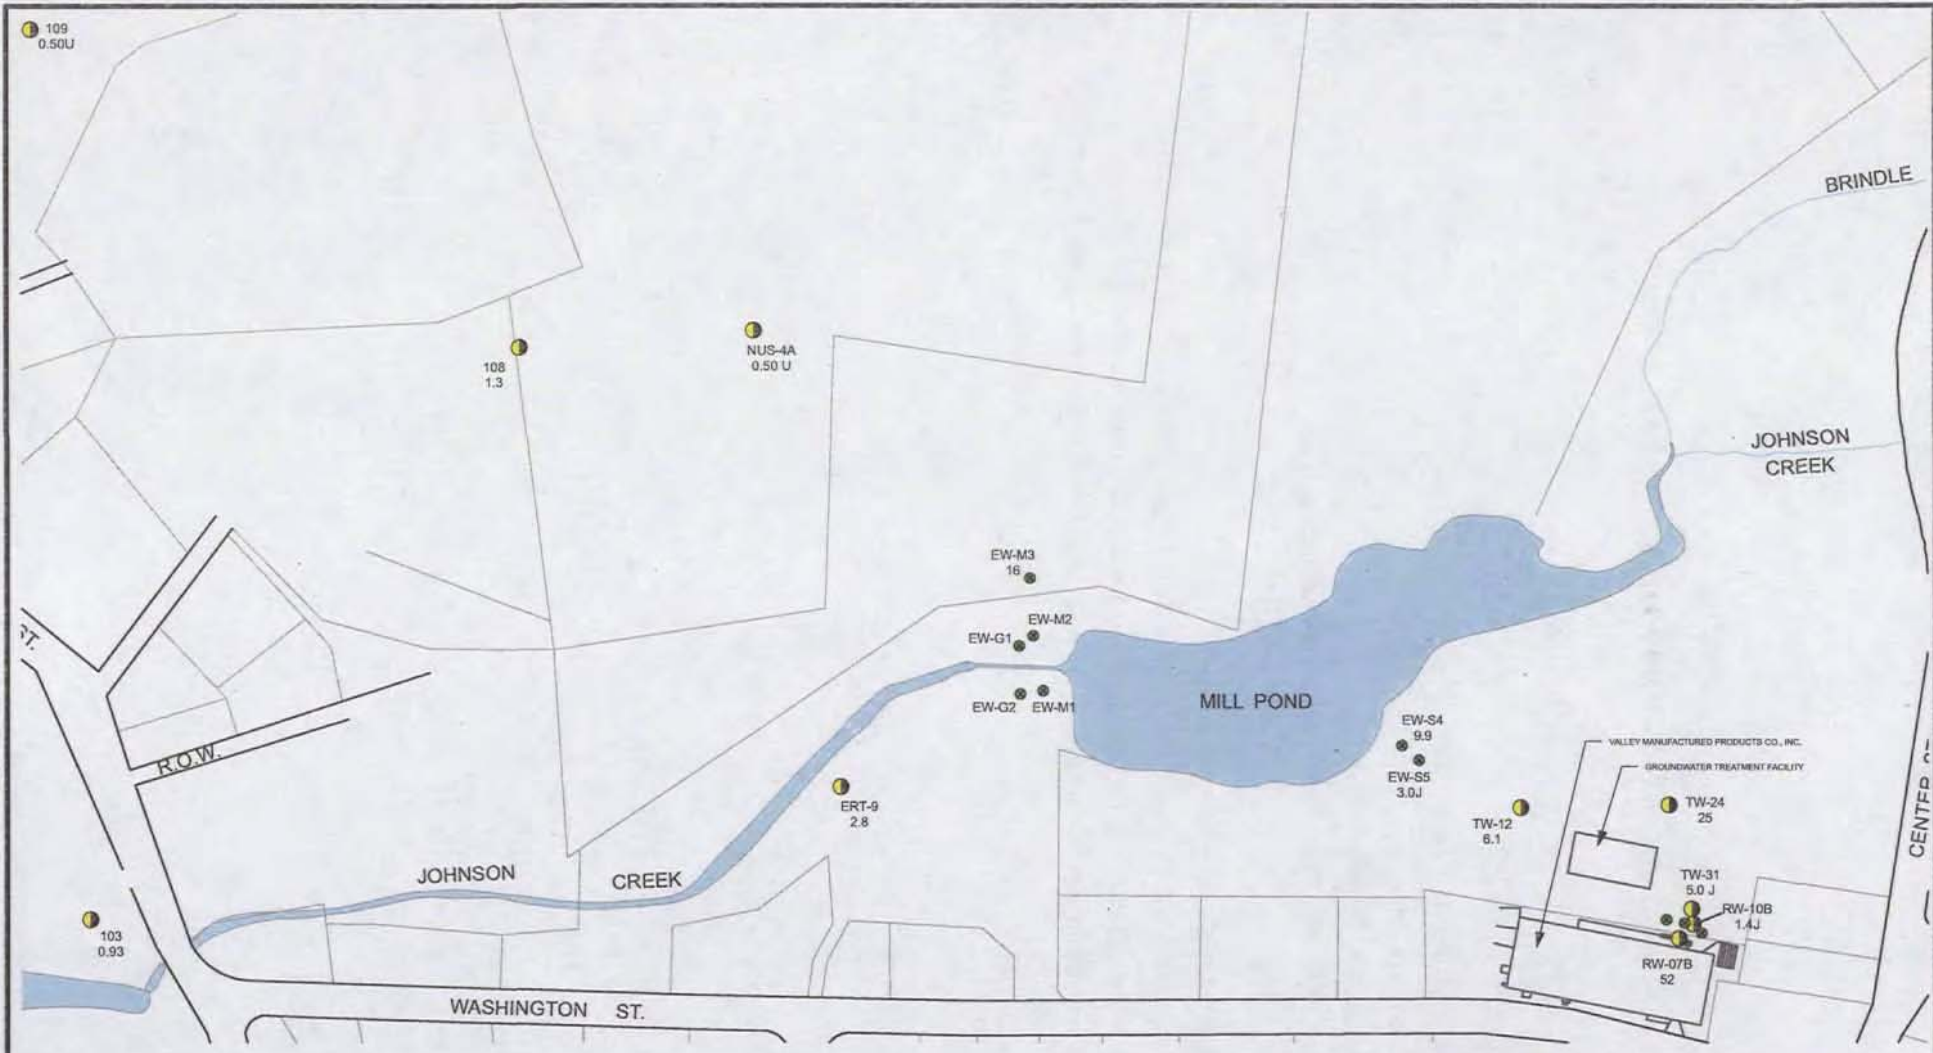 109
0.50U
BRINDLE
NUS-4A
0.50 U
108
1.3
JOHNSON
CREEK
EW-M3
16
EW-M2
EW-G1
ST.
EW-G2
EW-M1
MILL POND
EW-S4
9.9
EW-S5
3.0J
VALLEY MANUFACTURED PRODUCTS CO., INC.
GROUNDWATER TREATMENT FACILITY
R.O.W.
ERT-9
2.8
TW-12
6.1
TW-24
25
CENTER
JOHNSON
CREEK
TW-31
5.0 J
RW-10B
1.4J
103
0.93
RW-07B
52
WASHINGTON ST.